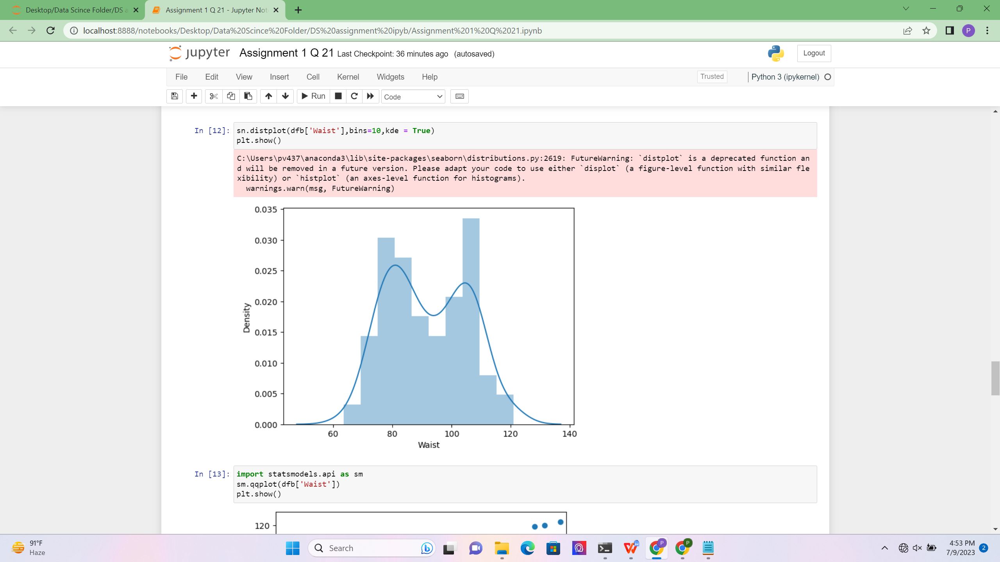 Desktop/Data Scince Folder/DS a
Assignment 1 Q 21 - Jupyter Not
localhost:8888/notebooks/Desktop/Data%20Scince%20Folder/DS%20assignment%20ipyb/Assignment%201%20Q%2021.ipynb
P
jupyter Assignment 1 Q 21 Last Checkpoint: 36 minutes ago (autosaved)
Logout
File Edit View Insert Cell Kernel Widgets Help
Trusted
Python 3 (ipykernel)
Run
Code
In [12]:
sn.distplot(dfb['Waist'],bins=10,kde = True)
plt.show()
C:\Users\pv437\anaconda3\lib\site-packages\seaborn\distributions.py:2619: FutureWarning: `distplot` is a deprecated function an
d will be removed in a future version. Please adapt your code to use either `displot` (a figure-level function with similar fle
xibility) or `histplot` (an axes-level function for histograms).
warnings.warn(msg, FutureWarning)
0.035
0.030
0.025
0.020
0.015
0.010
0.005
0.000
Density
60 80 100 120 140
Waist
In [13]:
import statsmodels.api as sm
sm.qqplot(dfb['Waist'])
plt.show()
120
91°F
Haze
Search
P
P
4:53 PM
7/9/2023
2